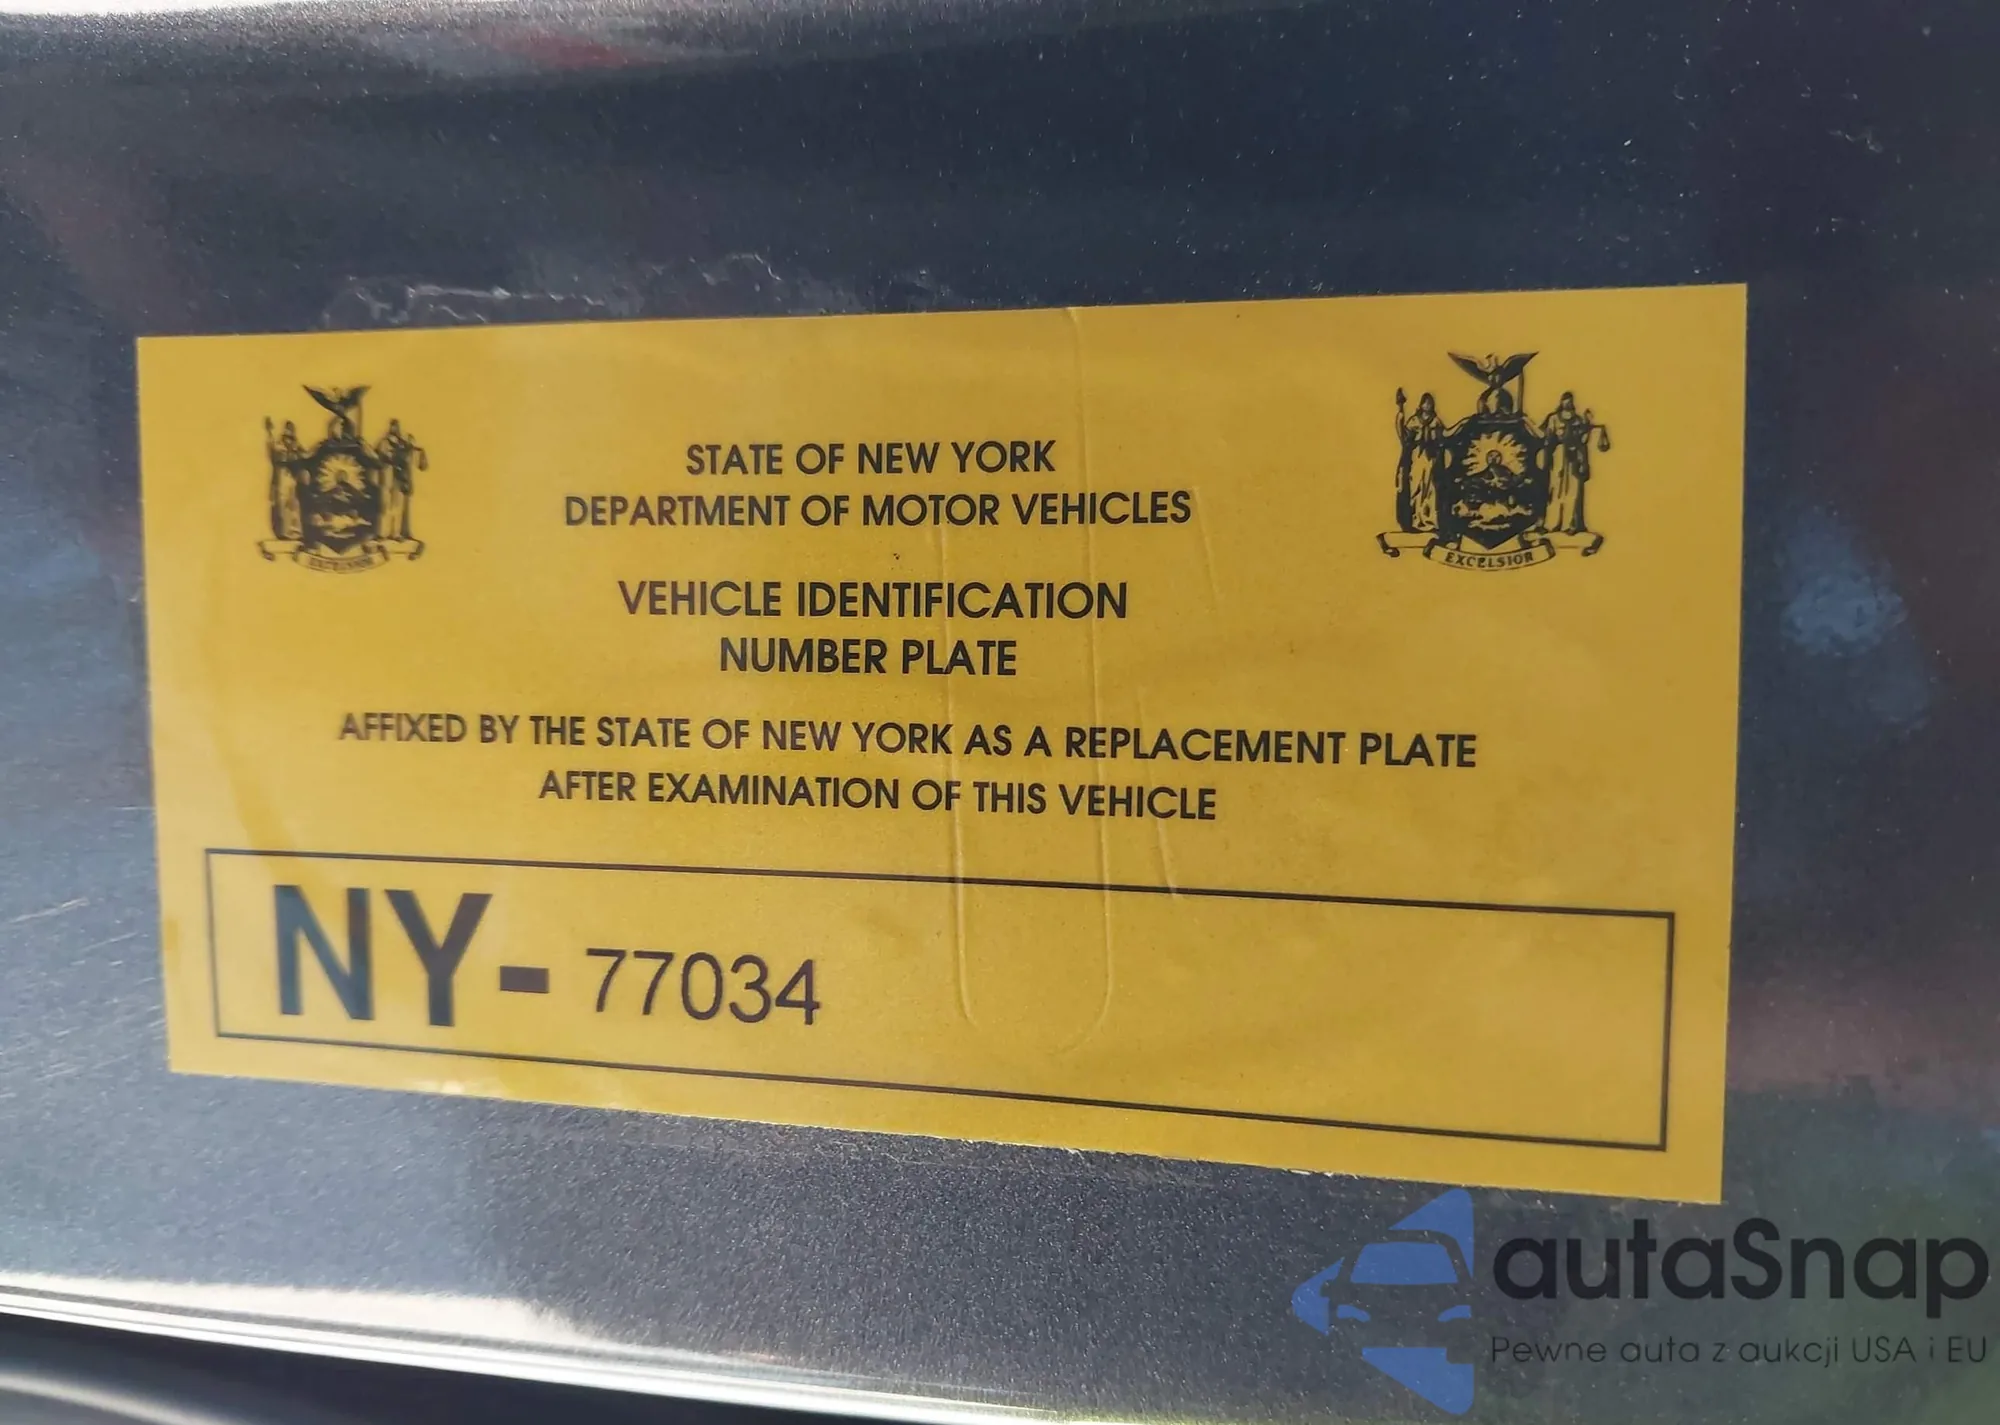 STATE OF NEW YORK
DEPARTMENT OF MOTOR VEHICLES
VEHICLE IDENTIFICATION
NUMBER PLATE
AFFIXED BY THE STATE OF NEW YORK AS A REPLACEMENT PLATE
AFTER EXAMINATION OF THIS VEHICLE
NY-77034
EXCELSIOR
EXCELSIOR
autaSnap
Pewne auta z aukcji USA i EU